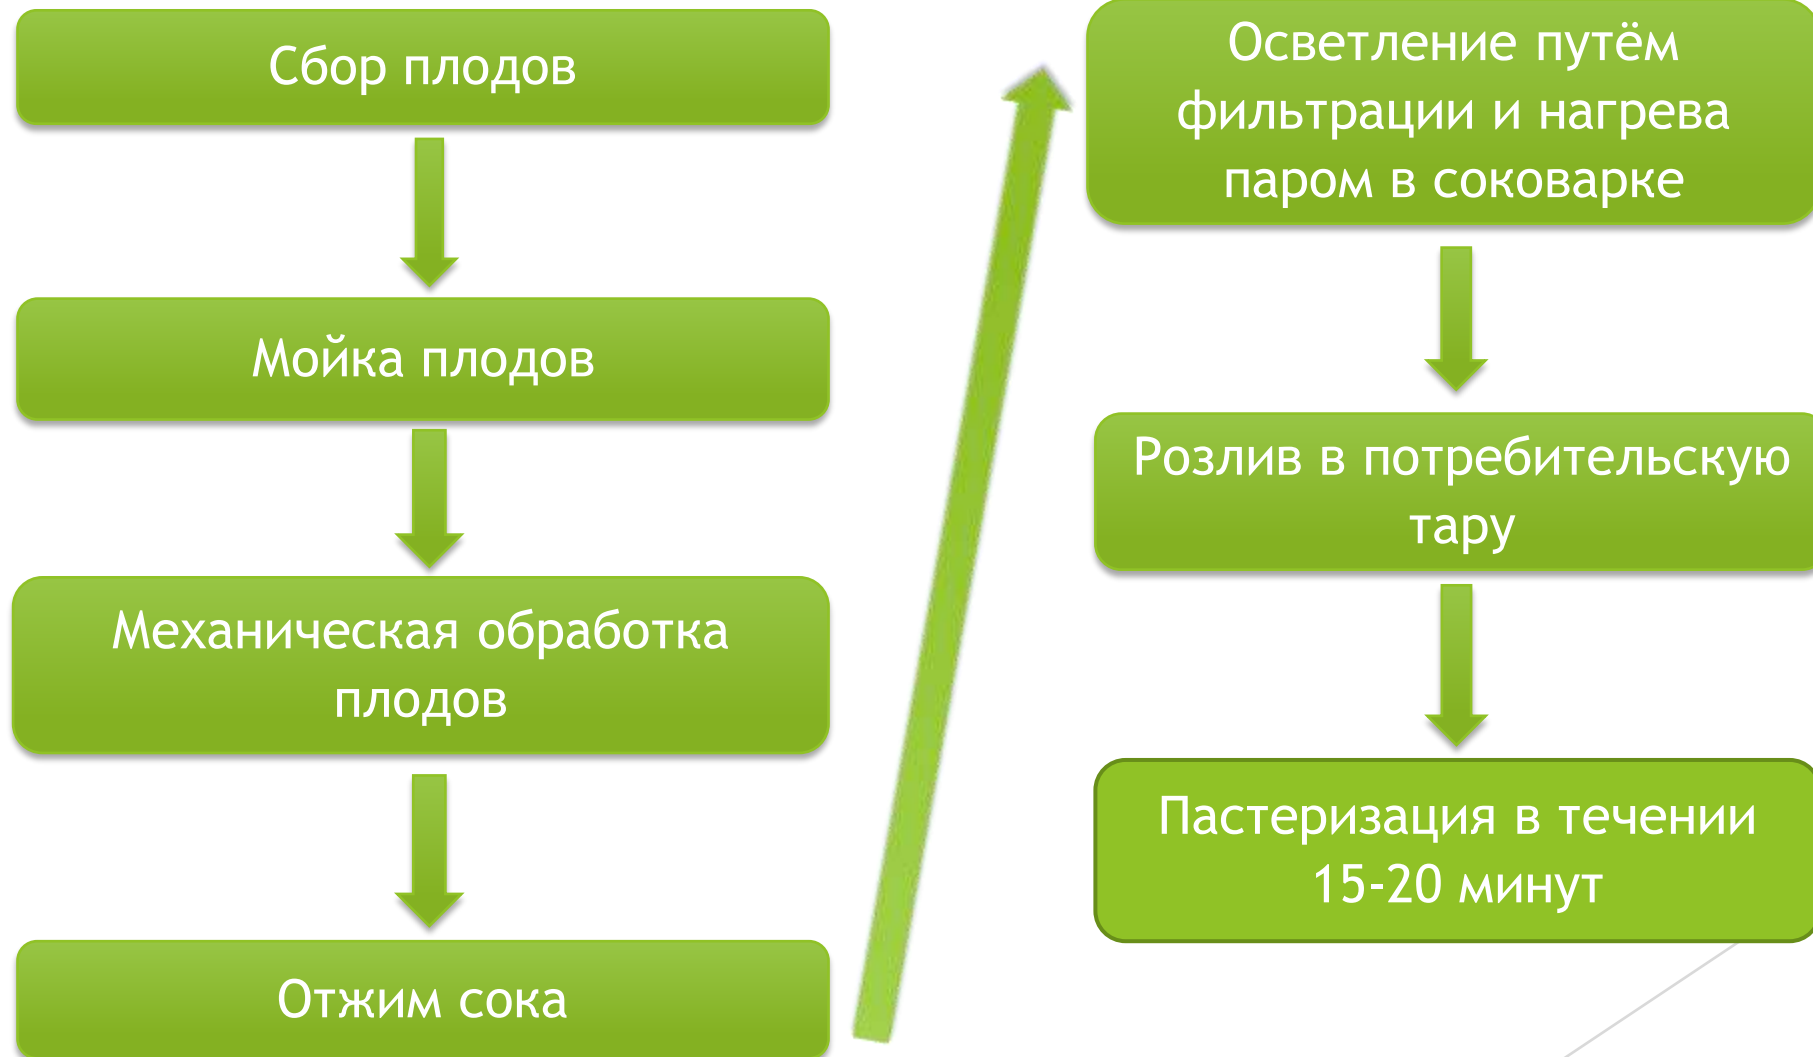 Сбор плодов
Мойка плодов
Механическая обработка
плодов
Отжим сока
Осветление путём
фильтрации и нагрева
паром в соковарке
Розлив в потребительскую
тару
Пастеризация в течении
15-20 минут